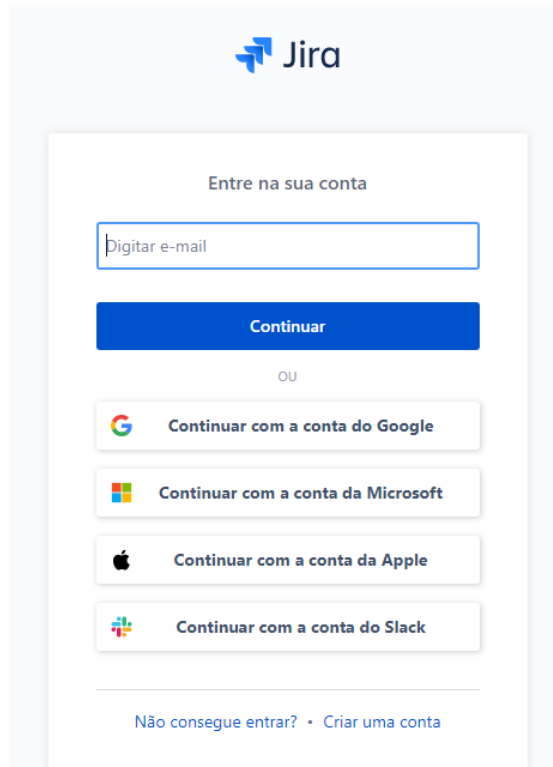 Jira
Entre na sua conta
Digitar e-mail
Continuar
OU
Continuar com a conta do Google
Continuar com a conta da Microsoft
Continuar com a conta da Apple
Continuar com a conta do Slack
Não consegue entrar? • Criar uma conta